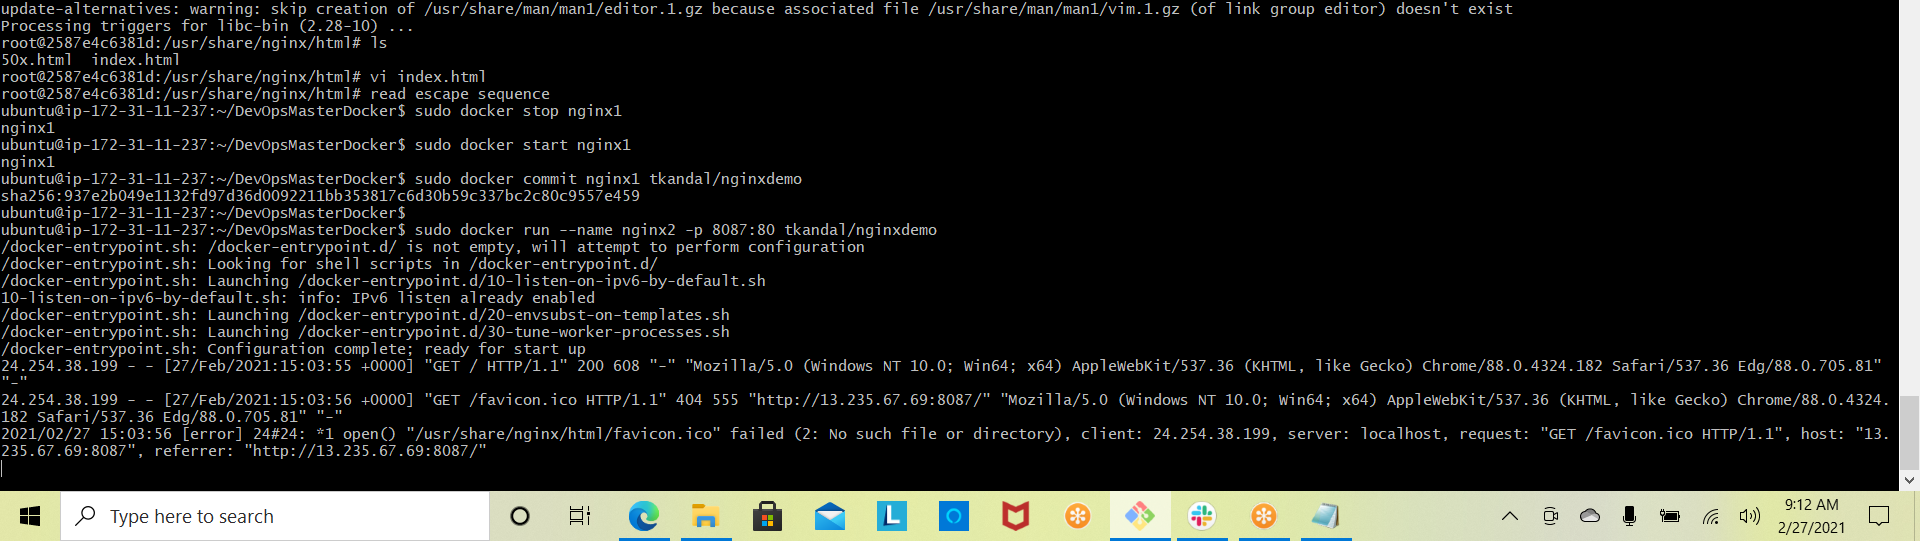 update-alternatives: warning: skip creation of /usr/share/man/man1/editor.1.gz because associated file /usr/share/man/man1/vim.1.gz (of link group editor) doesn't exist
Processing triggers for libc-bin (2.28-10) ...
root@2587e4c6381d:/usr/share/nginx/html# ls
50x.html  index.html
root@2587e4c6381d:/usr/share/nginx/html# vi index.html
root@2587e4c6381d:/usr/share/nginx/html# read escape sequence
ubuntu@ip-172-31-11-237:~/DevOpsMasterDocker$ sudo docker stop nginx1
nginx1
ubuntu@ip-172-31-11-237:~/DevOpsMasterDocker$ sudo docker start nginx1
nginx1
ubuntu@ip-172-31-11-237:~/DevOpsMasterDocker$ sudo docker commit nginx1 tkandal/nginxdemo
sha256:937e2b049e1132fd97d36d0092211bb353817c6d30b59c337bc2c80c9557e459
ubuntu@ip-172-31-11-237:~/DevOpsMasterDocker$
ubuntu@ip-172-31-11-237:~/DevOpsMasterDocker$ sudo docker run --name nginx2 -p 8087:80 tkandal/nginxdemo
/docker-entrypoint.sh: /docker-entrypoint.d/ is not empty, will attempt to perform configuration
/docker-entrypoint.sh: Looking for shell scripts in /docker-entrypoint.d/
/docker-entrypoint.sh: Launching /docker-entrypoint.d/10-listen-on-ipv6-by-default.sh
10-listen-on-ipv6-by-default.sh: info: IPv6 listen already enabled
/docker-entrypoint.sh: Launching /docker-entrypoint.d/20-envsubst-on-templates.sh
/docker-entrypoint.sh: Launching /docker-entrypoint.d/30-tune-worker-processes.sh
/docker-entrypoint.sh: Configuration complete; ready for start up
24.254.38.199 - - [27/Feb/2021:15:03:55 +0000] "GET / HTTP/1.1" 200 608 "-" "Mozilla/5.0 (Windows NT 10.0; Win64; x64) AppleWebKit/537.36 (KHTML, like Gecko) Chrome/88.0.4324.182 Safari/537.36 Edg/88.0.705.81"
"-"
24.254.38.199 - - [27/Feb/2021:15:03:56 +0000] "GET /favicon.ico HTTP/1.1" 404 555 "http://13.235.67.69:8087/" "Mozilla/5.0 (Windows NT 10.0; Win64; x64) AppleWebKit/537.36 (KHTML, like Gecko) Chrome/88.0.4324.
182 Safari/537.36 Edg/88.0.705.81" "-"
2021/02/27 15:03:56 [error] 24#24: *1 open() "/usr/share/nginx/html/favicon.ico" failed (2: No such file or directory), client: 24.254.38.199, server: localhost, request: "GET /favicon.ico HTTP/1.1", host: "13.
235.67.69:8087", referrer: "http://13.235.67.69:8087/"
Type here to search
L
9:12 AM
2/27/2021